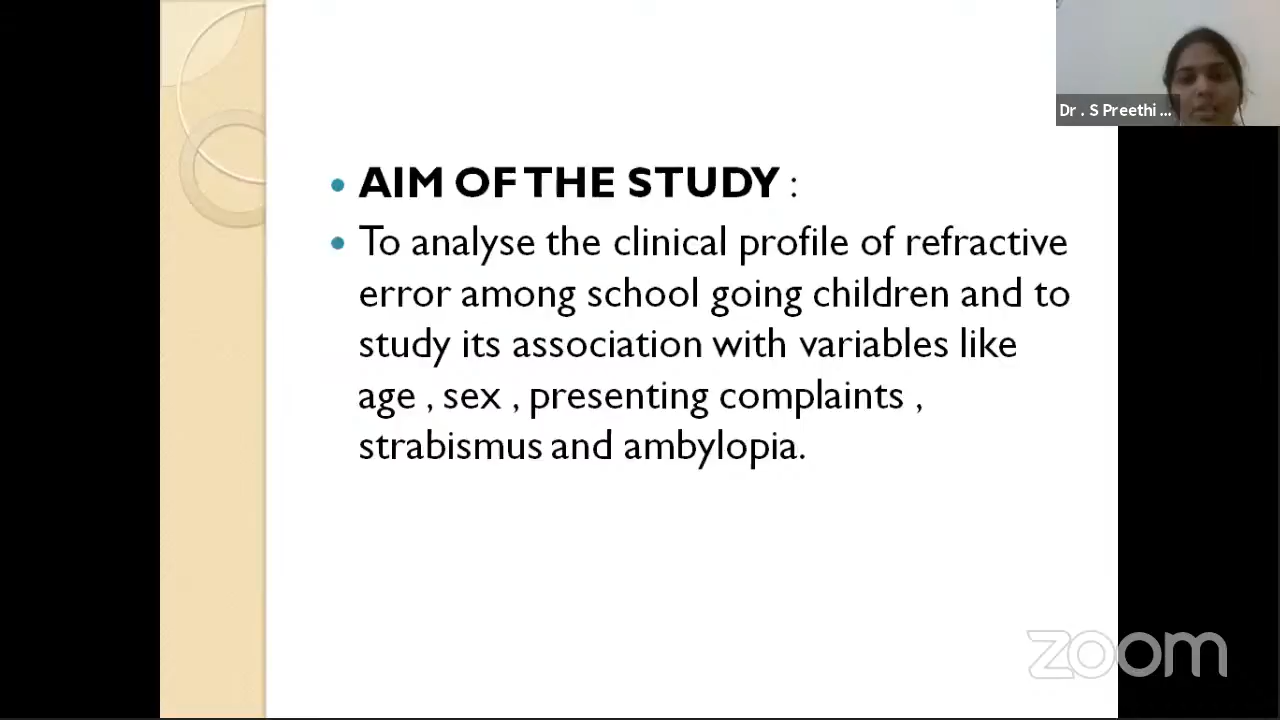 Dr . S Preethi ...
• AIM OF THE STUDY :
• To analyse the clinical profile of refractive
error among school going children and to
study its association with variables like
age , sex , presenting complaints ,
strabismus and ambylopia.
zoom